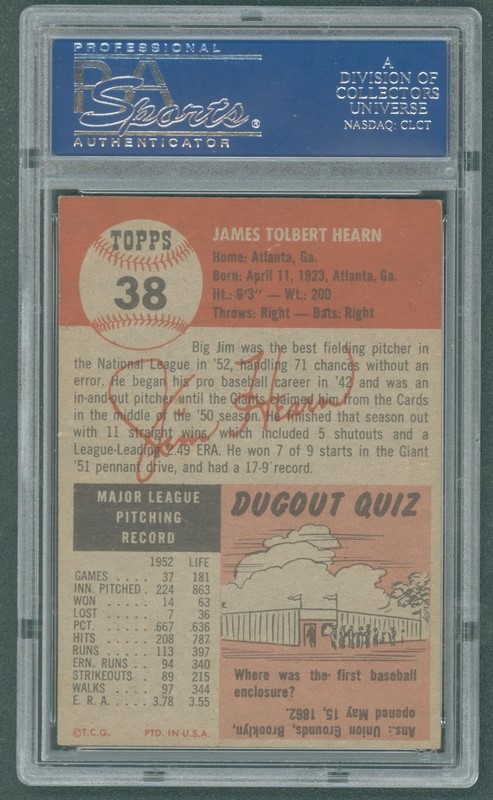 PROFESSIONAL
PSA
Sports®
AUTHENTICATOR
A
DIVISION OF
COLLECTORS
UNIVERSE
NASDAQ: CLCT
TOPPS
38
JAMES TOLBERT HEARN
Home: Atlanta, Ga.
Born: April 11, 1923, Atlanta, Ga.
Ht.: 6'3" — Wt.: 200
Throws: Right — Bats: Right
Big Jim was the best fielding pitcher
in the National League in '52, handling 71 chances without an
error. He began his pro baseball career in '42 and was an
in-and out pitcher until the Giants claimed him from the Cards
in the middle of the '50 season. He finished that season out
with 11 straight wins, which included 5 shutouts and a
League-Leading 2.49 ERA. He won 7 of 9 starts in the Giant
'51 pennant drive, and had a 17-9 record.
Jim Hearn
MAJOR LEAGUE
PITCHING
RECORD
1952 LIFE
GAMES .... 37 181
INN. PITCHED . 224 863
WON .... 14 63
LOST .... 7 36
PCT. .... .667 .636
HITS .... 208 787
RUNS .... 113 397
ERN. RUNS .. 94 340
STRIKEOUTS . 89 215
WALKS ... 97 344
E. R. A. ... 3.78 3.55
©T.C.G. PTD. IN U.S.A.
DUGOUT QUIZ
Where was the first baseball
enclosure?
Ans.: Union Grounds, Brooklyn,
opened May 15, 1862.